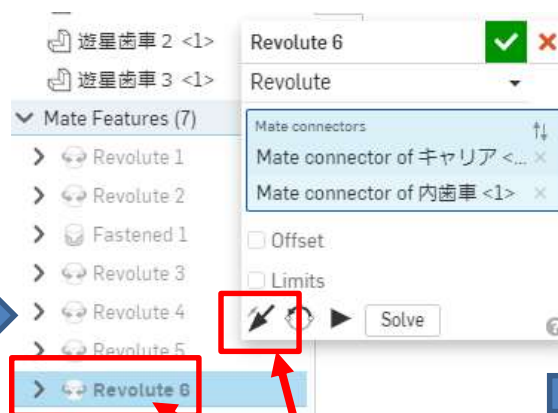 遊星歯車2 <1>
遊星歯車3 <1>
Mate Features (7)
Revolute 1
Revolute 2
Fastened 1
Revolute 3
Revolute 4
Revolute 5
Revolute 6
Revolute 6
Revolute
Mate connectors
Mate connector of キャリア <...
Mate connector of 内歯車 <1>
Offset
Limits
Solve